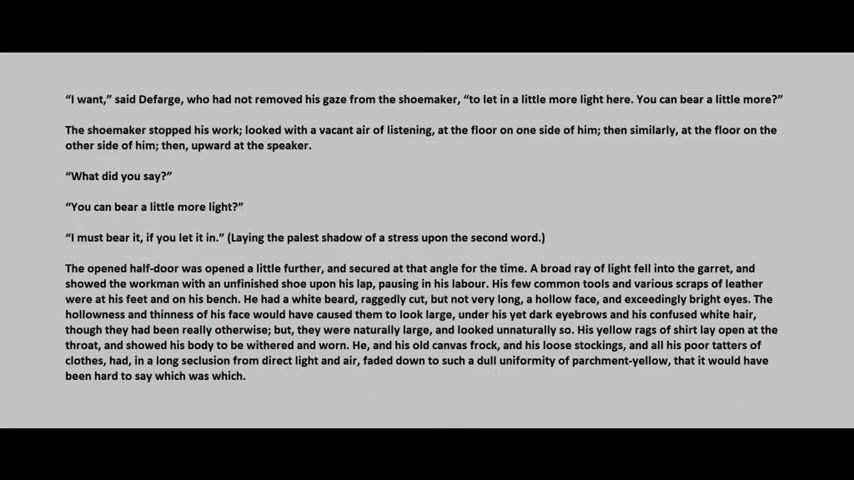 “I want,” said Defarge, who had not removed his gaze from the shoemaker, “to let in a little more light here. You can bear a little more?”
The shoemaker stopped his work; looked with a vacant air of listening, at the floor on one side of him; then similarly, at the floor on the
other side of him; then, upward at the speaker.
“What did you say?”
“You can bear a little more light?”
“I must bear it, if you let it in.” (Laying the palest shadow of a stress upon the second word.)
The opened half-door was opened a little further, and secured at that angle for the time. A broad ray of light fell into the garret, and
showed the workman with an unfinished shoe upon his lap, pausing in his labour. His few common tools and various scraps of leather
were at his feet and on his bench. He had a white beard, raggedly cut, but not very long, a hollow face, and exceedingly bright eyes. The
hollowness and thinness of his face would have caused them to look large, under his yet dark eyebrows and his confused white hair,
though they had been really otherwise; but, they were naturally large, and looked unnaturally so. His yellow rags of shirt lay open at the
throat, and showed his body to be withered and worn. He, and his old canvas frock, and his loose stockings, and all his poor tatters of
clothes, had, in a long seclusion from direct light and air, faded down to such a dull uniformity of parchment-yellow, that it would have
been hard to say which was which.